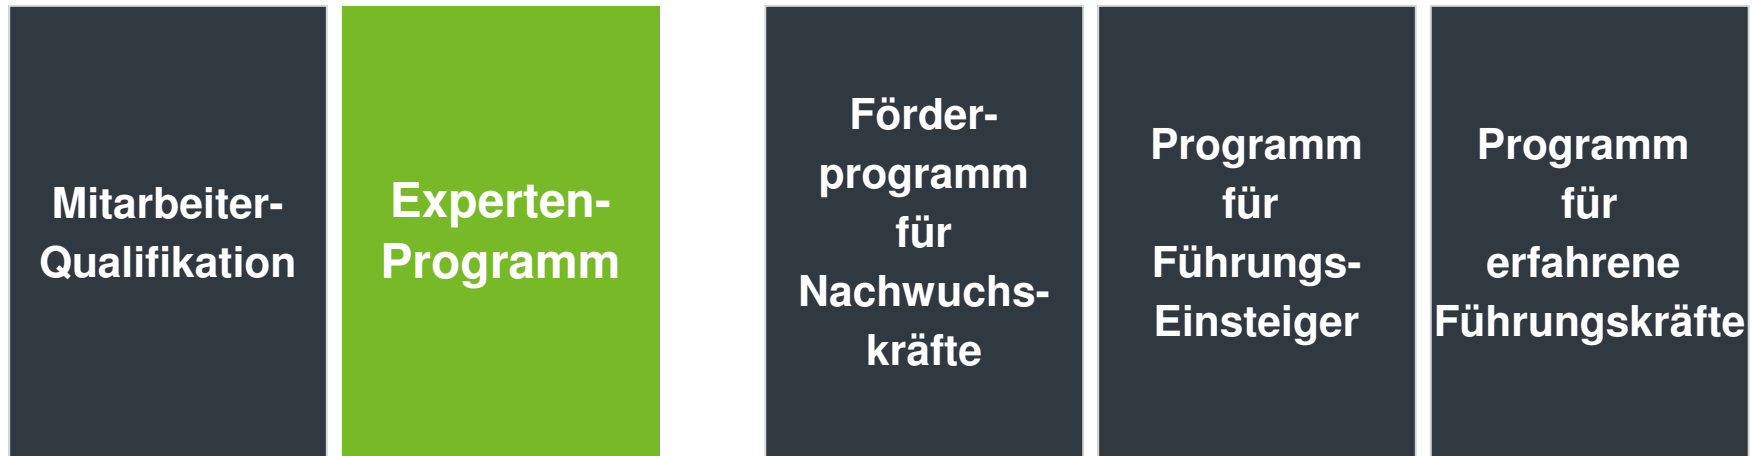 Mitarbeiter-
Qualifikation
Experten-
Programm
Förder-
programm
für
Nachwuchs-
kräfte
Programm
für
Führungs-
Einsteiger
Programm
für
erfahrene
Führungskräfte